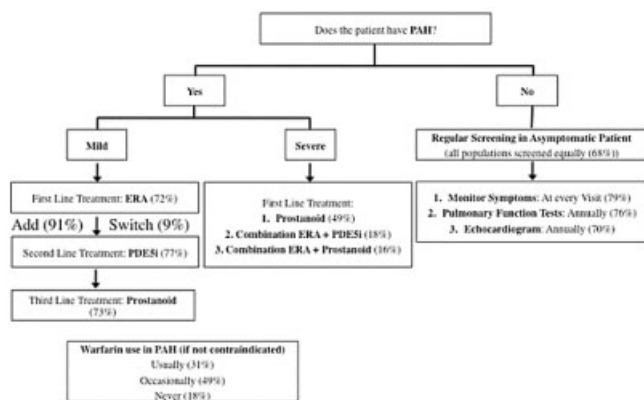 Does the patient have PAH?
Yes
No
Mild
Severe
Regular Screening in Asymptomatic Patient
(all populations screened equally (68%))
First Line Treatment: ERA (72%)
Add (91%) Switch (9%)
Second Line Treatment: PDE5i (77%)
Third Line Treatment: Prostanoid
(73%)
First Line Treatment:
1. Prostanoid (49%)
2. Combination ERA + PDE5i (18%)
3. Combination ERA + Prostanoid (16%)
1. Monitor Symptoms: At every Visit (79%)
2. Pulmonary Function Tests: Annually (76%)
3. Echocardiogram: Annually (70%)
Warfarin use in PAH (if not contraindicated)
Usually (31%)
Occasionally (49%)
Never (18%)